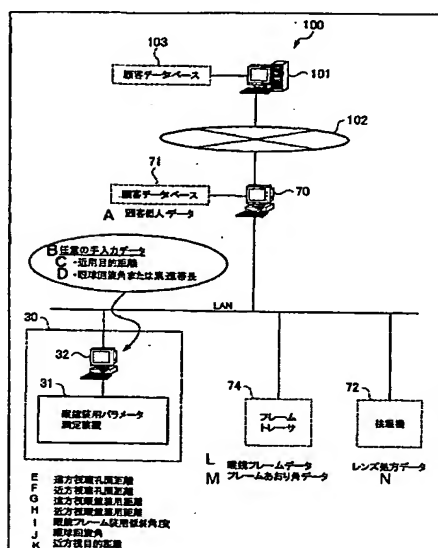 100
103
顧客データベース
101
102
71
顧客データベース
70
A 顧客個人データ
B 任意の手入力データ
C ・近用目的距離
D ・眼球回旋角または累進帯長
LAN
30
32
31
眼鏡装用パラメータ
測定装置
74
フレーム
トレーサ
72
検眼機
L 眼鏡フレームデータ
M フレームあおり角データ
レンズ処方データ
N
E 遠方視瞳孔間距離
F 近方視瞳孔間距離
G 遠方視眼鏡装用距離
H 近方視眼鏡装用距離
I 眼鏡フレーム装用傾斜角度
J 眼球回旋角
K 近方視目的距離